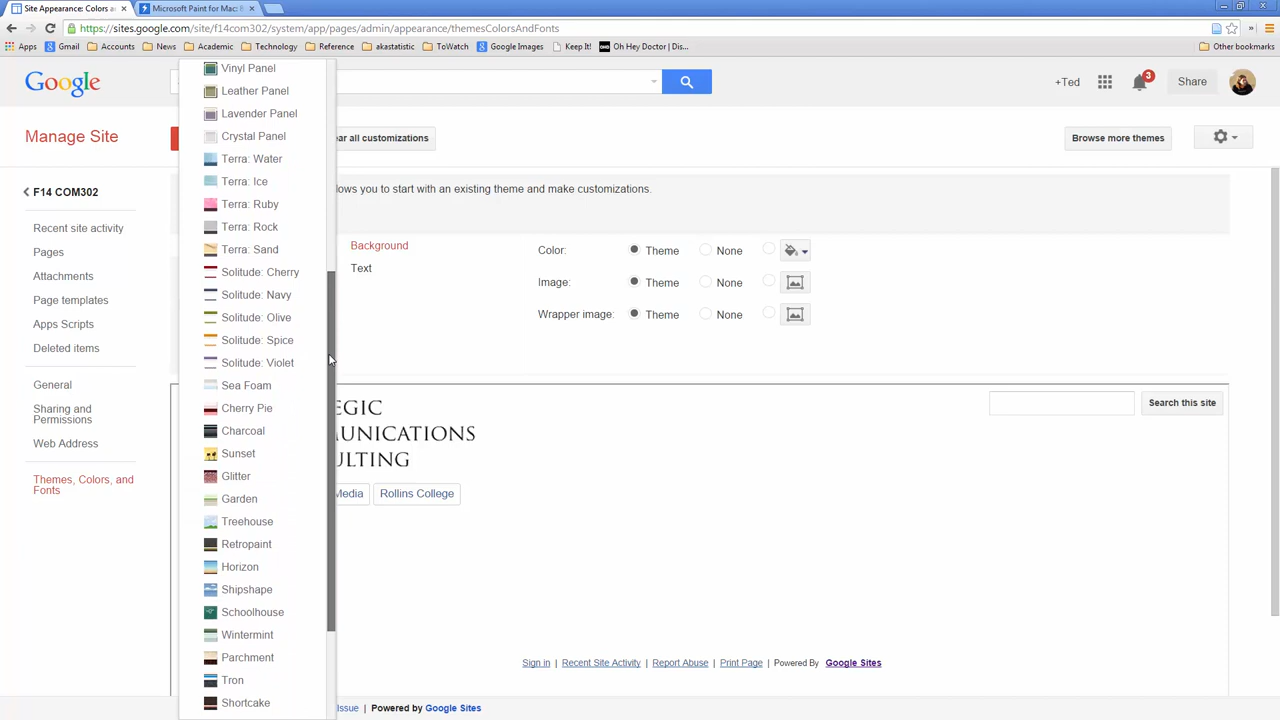 Site Appearance: Colors a
Microsoft Paint for Mac:
https://sites.google.com/site/f14com302/system/app/pages/admin/appearance/themesColorsAndFonts
Apps
Gmail
Accounts
News
Academic
Technology
Reference
akastatistic
ToWatch
Google Images
Keep It!
Oh Hey Doctor | Dis...
Other bookmarks
Google
+Ted
3
Share
Manage Site
ear all customizations
Browse more themes
F14 COM302
Recent site activity
Pages
Attachments
Page templates
Apps Scripts
Deleted items
General
Sharing and
Permissions
Web Address
Themes, Colors, and
Fonts
Vinyl Panel
Leather Panel
Lavender Panel
Crystal Panel
Terra: Water
Terra: Ice
Terra: Ruby
Terra: Rock
Terra: Sand
Solitude: Cherry
Solitude: Navy
Solitude: Olive
Solitude: Spice
Solitude: Violet
Sea Foam
Cherry Pie
Charcoal
Sunset
Glitter
Garden
Treehouse
Retropaint
Horizon
Shipshape
Schoolhouse
Wintermint
Parchment
Tron
Shortcake
lows you to start with an existing theme and make customizations.
Background
Text
Color: Theme None
Image: Theme None
Wrapper image: Theme None
EGIC
MUNICATIONS
ULTING
Search this site
Media
Rollins College
Sign in | Recent Site Activity | Report Abuse | Print Page | Powered By Google Sites
Issue | Powered by Google Sites